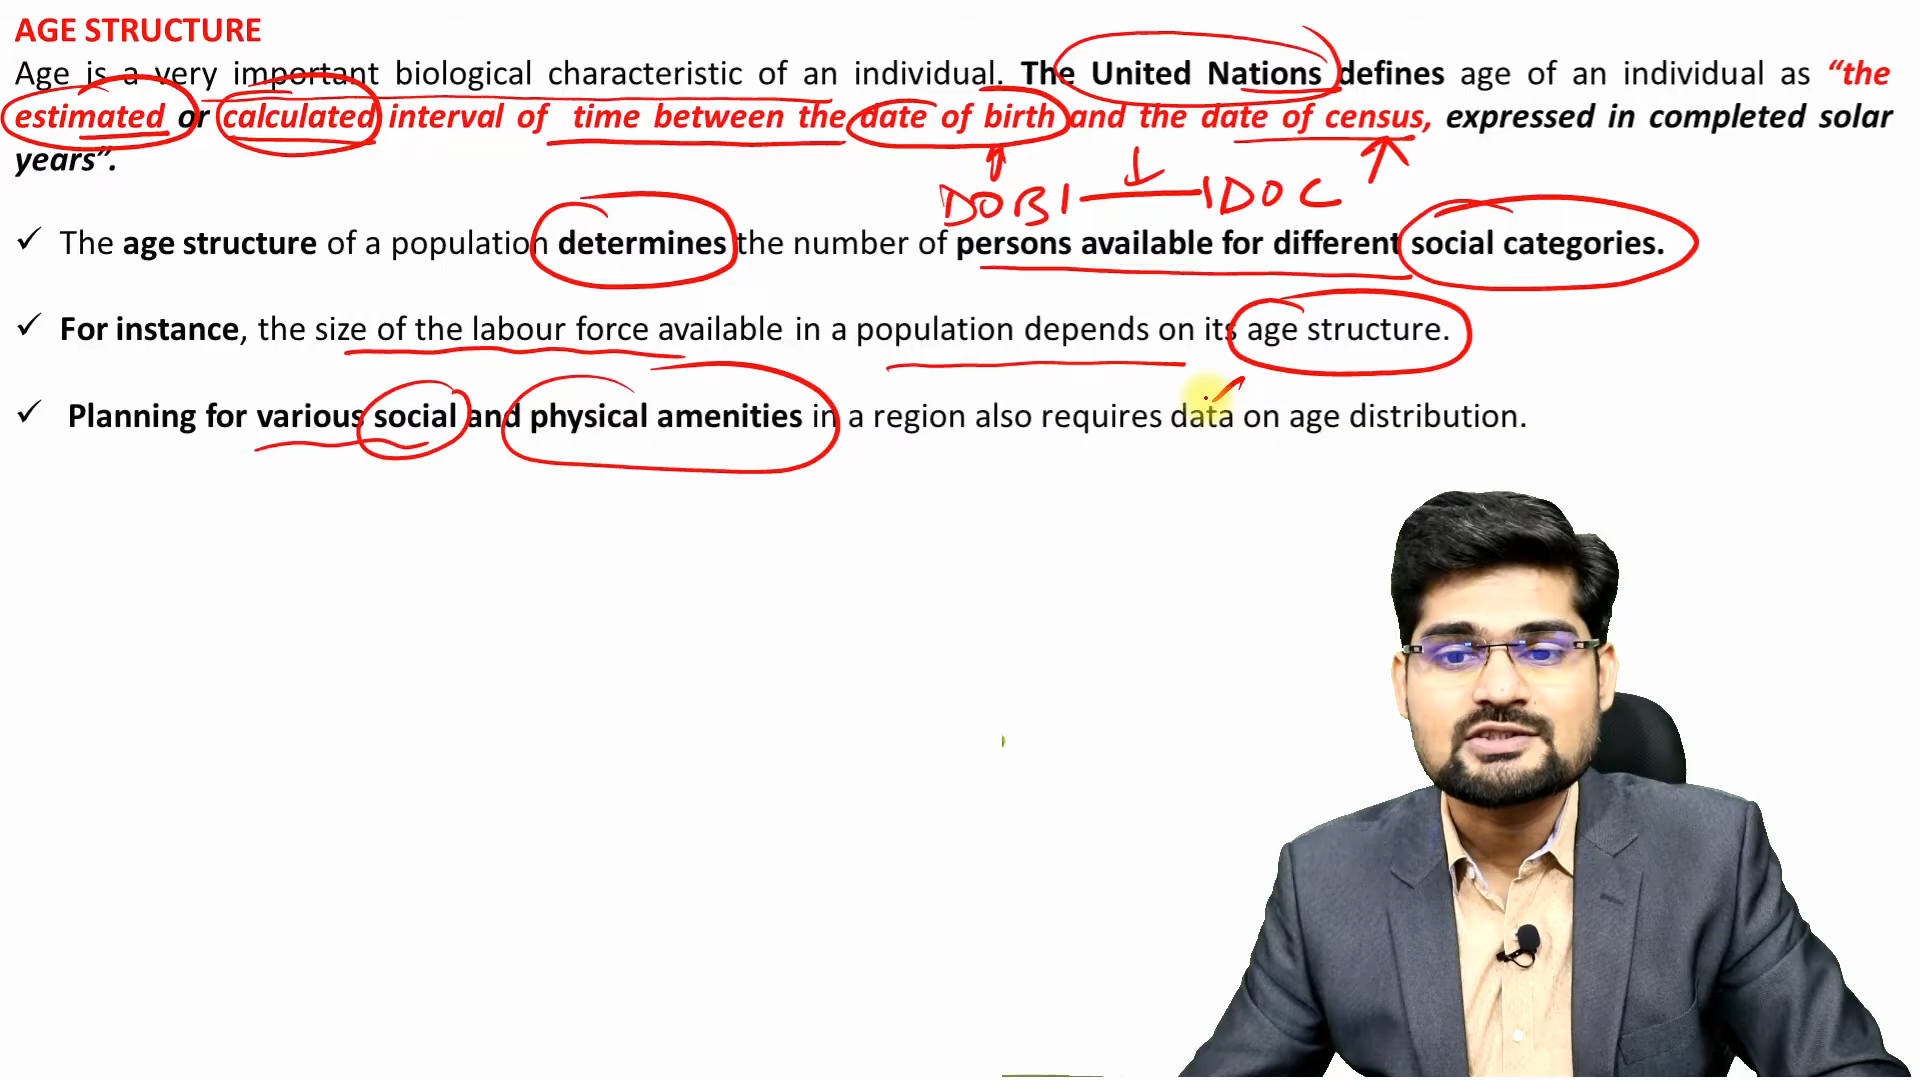 AGE STRUCTURE
Age is a very important biological characteristic of an individual. The United Nations defines age of an individual as “the
estimated or calculated interval of time between the date of birth and the date of census, expressed in completed solar
years”.
DOB DOC
✓ The age structure of a population determines the number of persons available for different social categories.
✓ For instance, the size of the labour force available in a population depends on its age structure.
✓ Planning for various social and physical amenities in a region also requires data on age distribution.